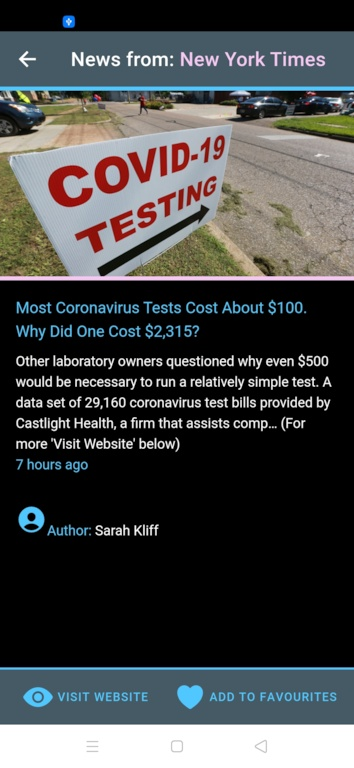 News from: New York Times
COVID-19
TESTING
Most Coronavirus Tests Cost About $100.
Why Did One Cost $2,315?
Other laboratory owners questioned why even $500
would be necessary to run a relatively simple test. A
data set of 29,160 coronavirus test bills provided by
Castlight Health, a firm that assists comp… (For
more 'Visit Website' below)
7 hours ago
Author: Sarah Kliff
VISIT WEBSITE
ADD TO FAVOURITES